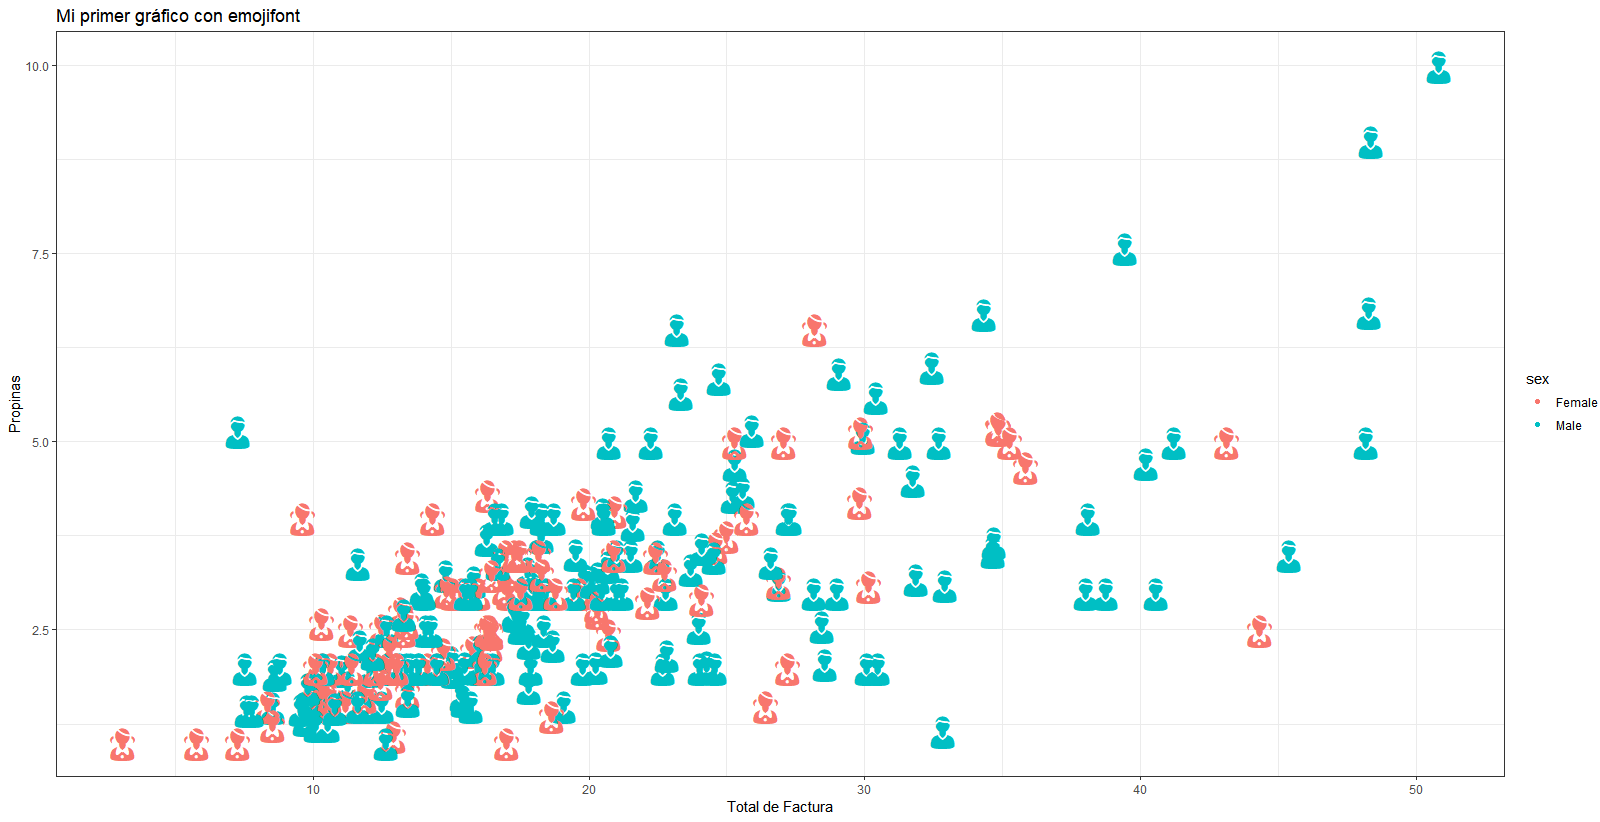 Mi primer gráfico con emojifont
10.0
7.5
5.0
2.5
Propinas
10
20
30
40
50
Total de Factura
sex
Female
Male